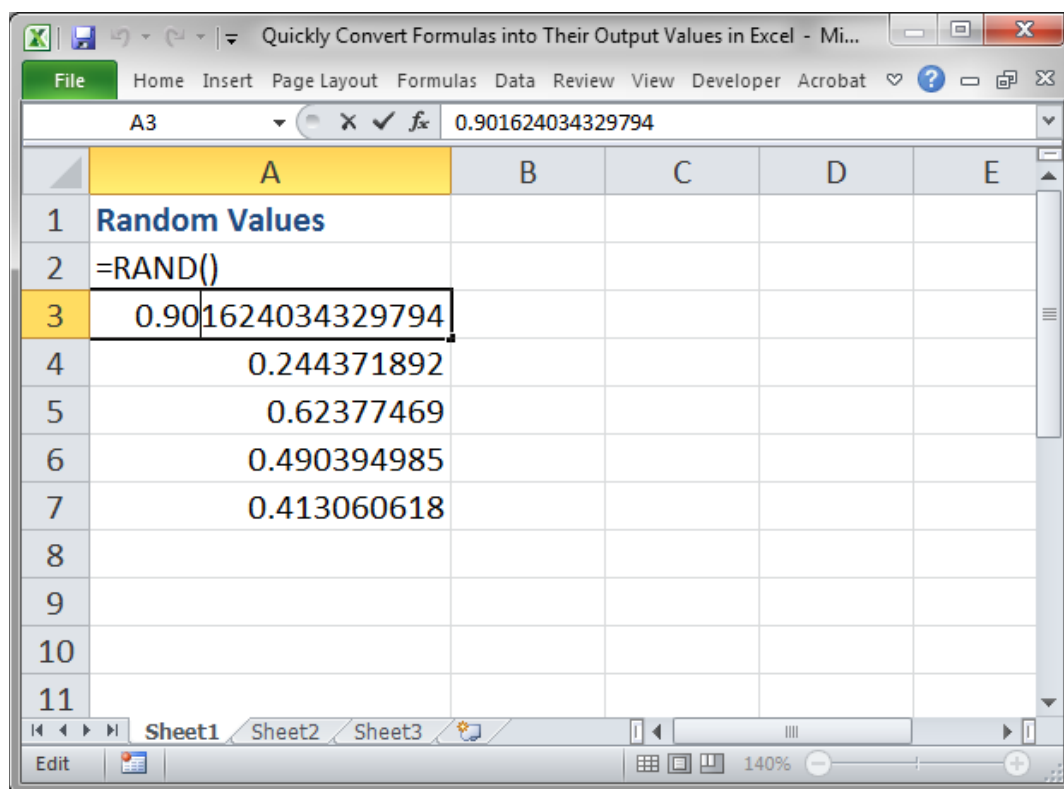 Quickly Convert Formulas into Their Output Values in Excel - Mi...
File Home Insert Page Layout Formulas Data Review View Developer Acrobat
A3 fx 0.901624034329794
A B C D E
1 Random Values
2 =RAND()
3 0.901624034329794
4 0.244371892
5 0.62377469
6 0.490394985
7 0.413060618
8
9
10
11
Sheet1 Sheet2 Sheet3
Edit 140%